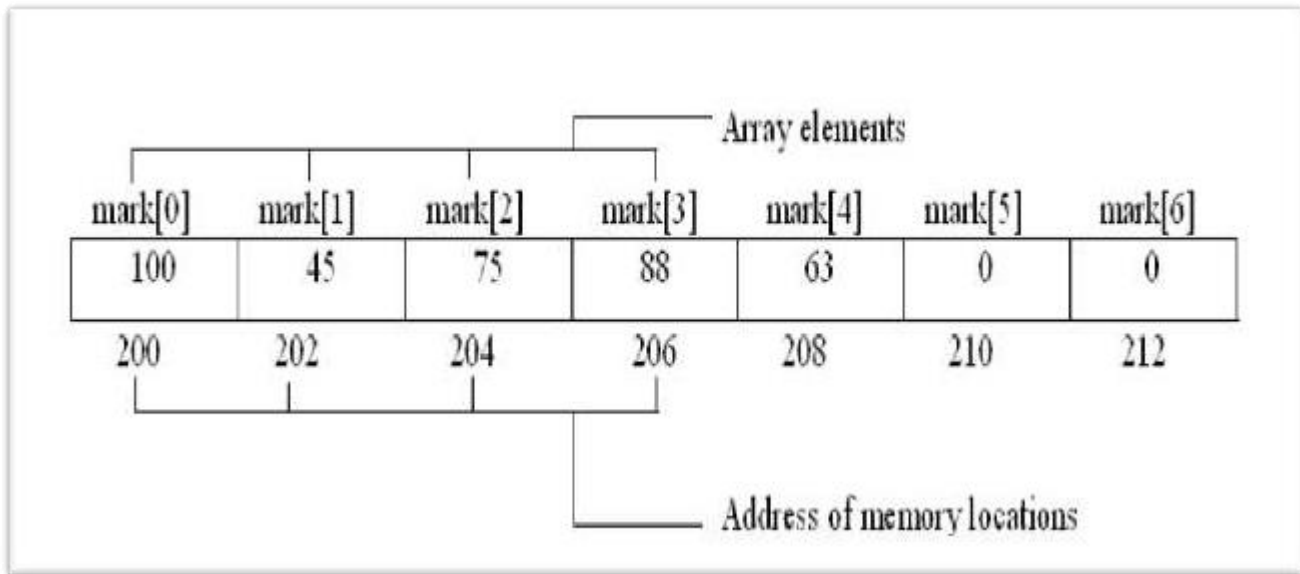 Array elements
mark[0] mark[1] mark[2] mark[3] mark[4] mark[5] mark[6]
100 45 75 88 63 0 0
200 202 204 206 208 210 212
Address of memory locations